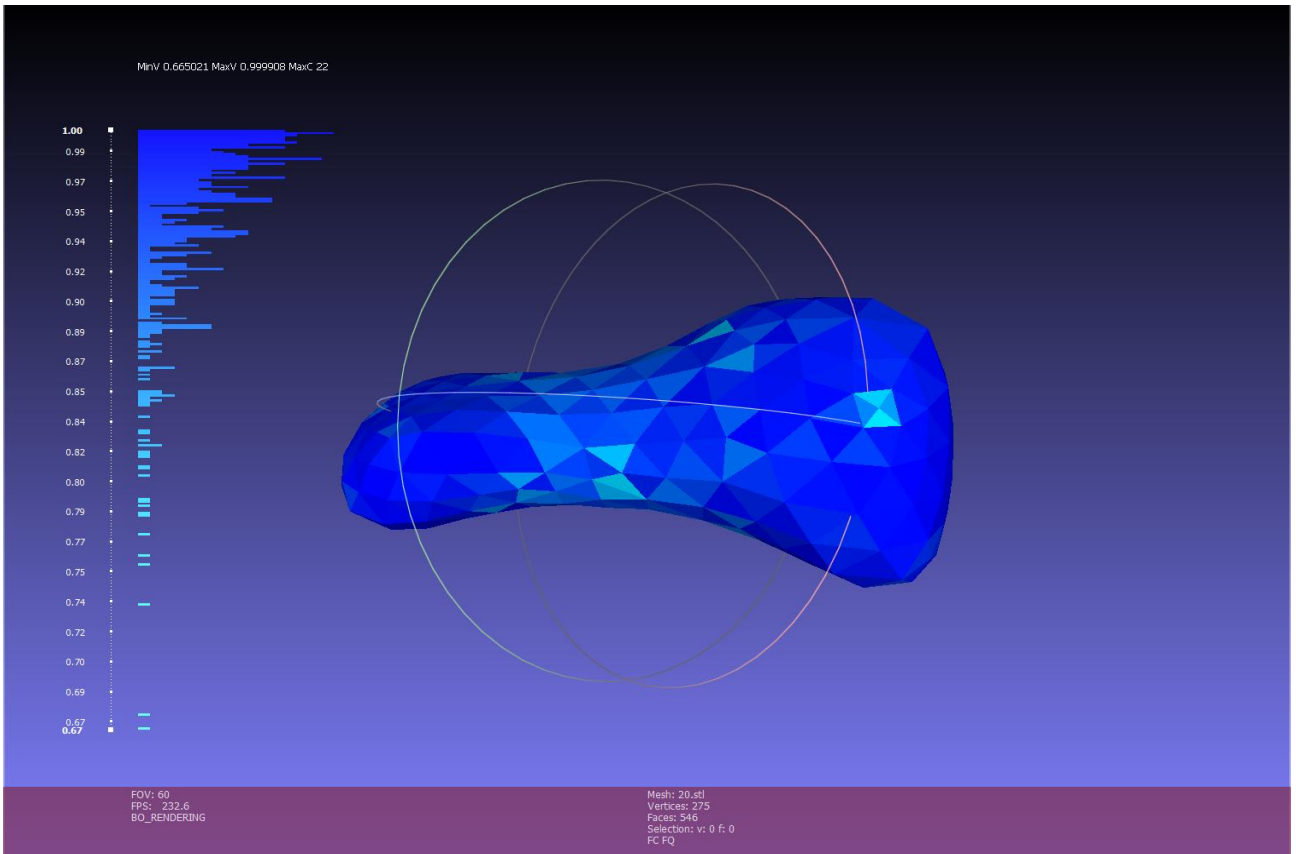 MinV 0.665021 MaxV 0.999908 MaxC 22
1.00
0.99
0.97
0.95
0.94
0.92
0.90
0.89
0.87
0.85
0.84
0.82
0.80
0.79
0.77
0.75
0.74
0.72
0.70
0.69
0.67
0.67
FOV: 60
FPS: 232.6
BO_RENDERING
Mesh: 20.stl
Vertices: 275
Faces: 546
Selection: v: 0 f: 0
FC FQ